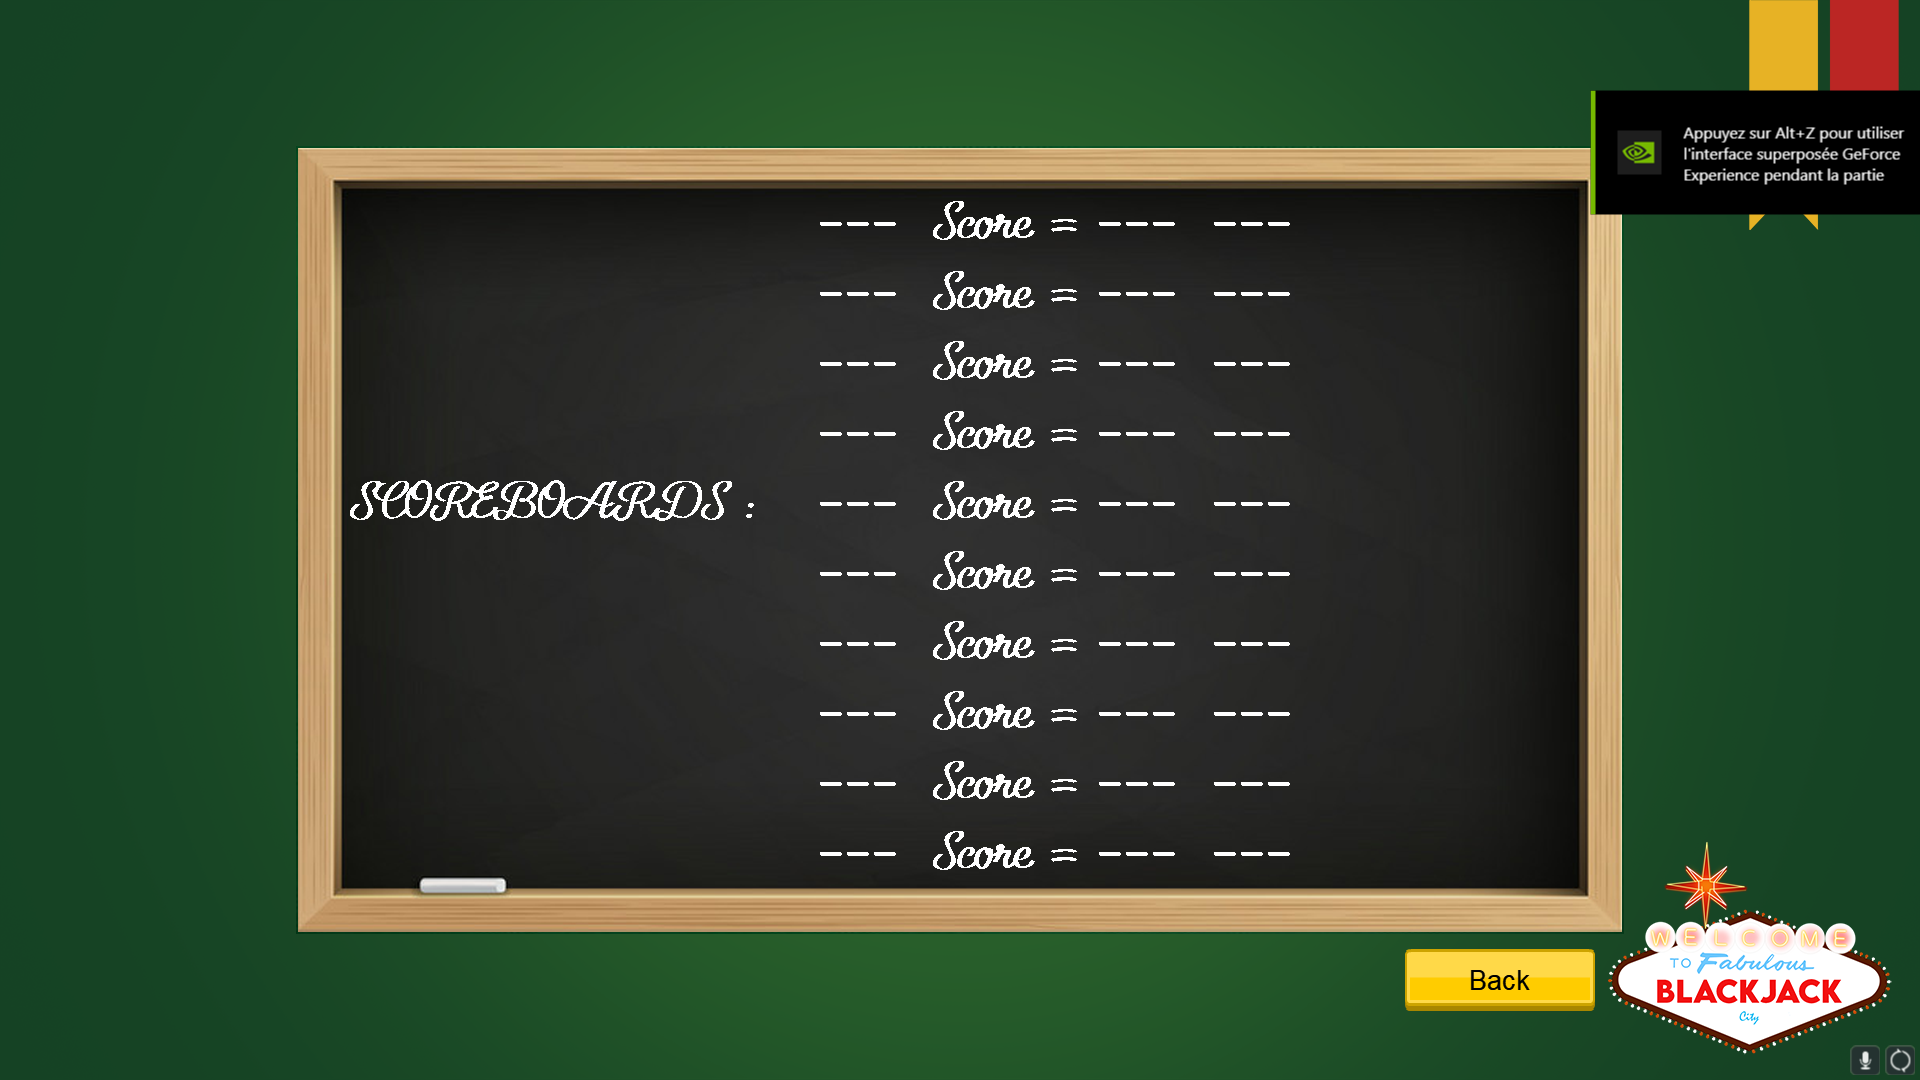 Appuyez sur Alt+Z pour utiliser
l'interface superposée GeForce
Experience pendant la partie
--- Score = --- ---
--- Score = --- ---
--- Score = --- ---
--- Score = --- ---
SCOREBOARDS : --- Score = --- ---
--- Score = --- ---
--- Score = --- ---
--- Score = --- ---
--- Score = --- ---
--- Score = --- ---
Back
WELCOME
TO Fabulous
BLACKJACK
City